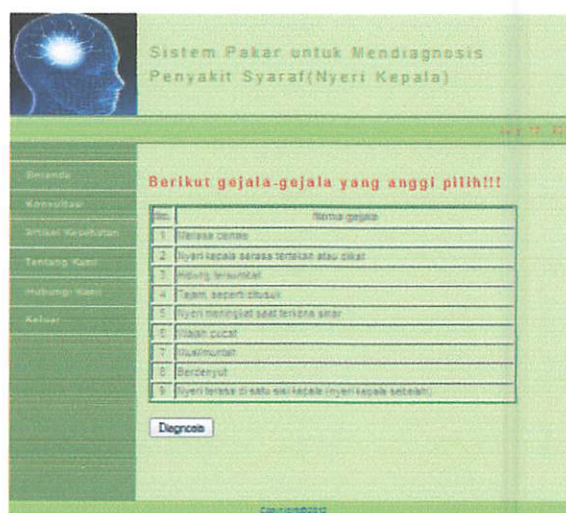 Sistem Pakar untuk Mendiagnosis
Penyakit Syaraf(Nyeri Kepala)
Beranda
Konsultasi
Artikel Kesehatan
Tentang Kami
Hubungi Kami
Keluar
Berikut gejala-gejala yang anggi pilih!!!
No. Nama gejala
1 Merasa cemas
2 Nyeri kepala serasa tertekan atau diikat
3 Hidung tersumbat
4 Tajam, seperti ditusuk
5 Nyeri meningkat saat terkena sinar
6 Wajah pucat
7 Mual/muntah
8 Berdenyut
9 Nyeri terasa di satu sisi kepala (nyeri kepala sebelah)
Diagnosis
Copyright©2012